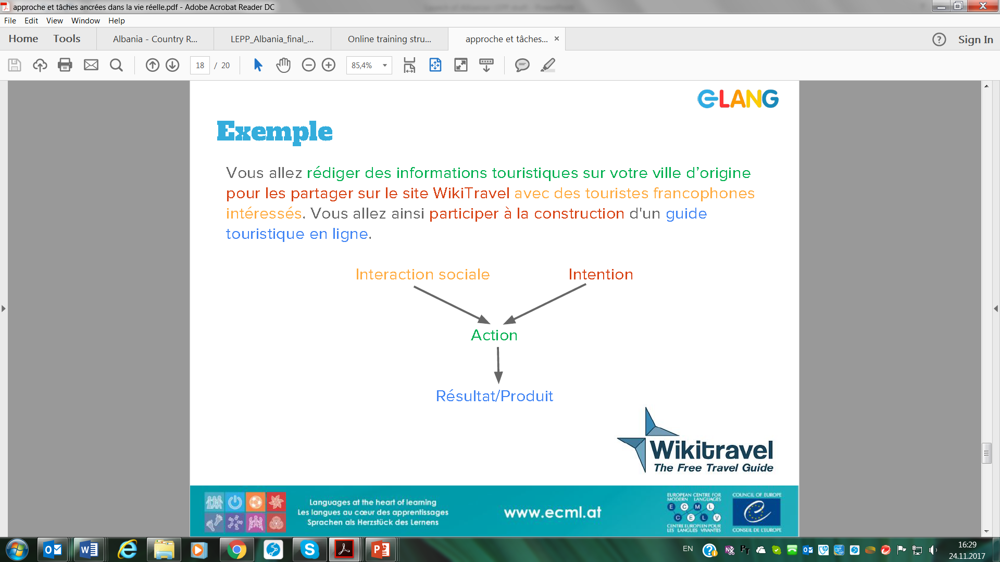 approche et tâches ancrées dans la vie réelle.pdf - Adobe Acrobat Reader DC
File Edit View Window Help
Home Tools Albania - Country R... LEPP_Albania_final_... Online training stru... approche et tâches... Sign In
18 / 20 85,4%
e-LANG
Exemple
Vous allez rédiger des informations touristiques sur votre ville d’origine
pour les partager sur le site WikiTravel avec des touristes francophones
intéressés. Vous allez ainsi participer à la construction d'un guide
touristique en ligne.
Interaction sociale Intention
Action
Résultat/Produit
Wikitravel
The Free Travel Guide
Languages at the heart of learning
Les langues au cœur des apprentissages
Sprachen als Herzstück des Lernens
www.ecml.at
EUROPEAN CENTRE FOR
MODERN LANGUAGES
E C M L
C E L V
CENTRE EUROPEEN POUR
LES LANGUES VIVANTES
COUNCIL OF EUROPE
CONSEIL DE L'EUROPE
EN 16:29
24.11.2017